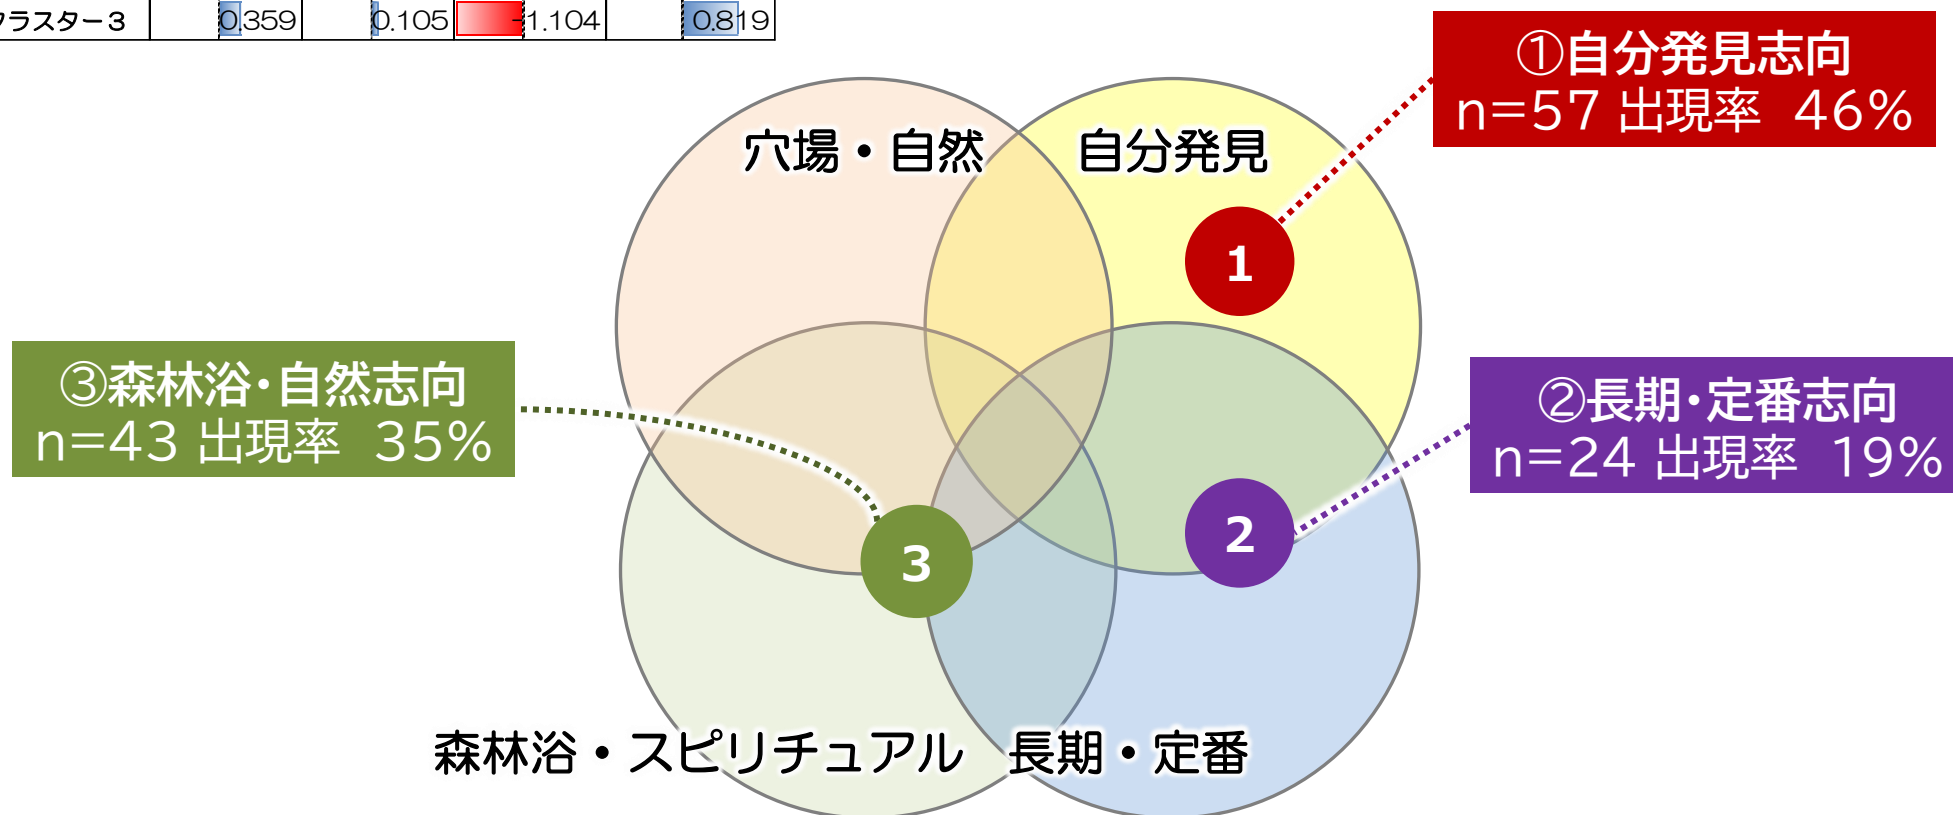 クラスター3 0.359 0.105 -1.104 0.819
①自分発見志向
n=57 出現率 46%
穴場・自然 自分発見
1
③森林浴・自然志向
n=43 出現率 35%
②長期・定番志向
n=24 出現率 19%
2
3
森林浴・スピリチュアル 長期・定番